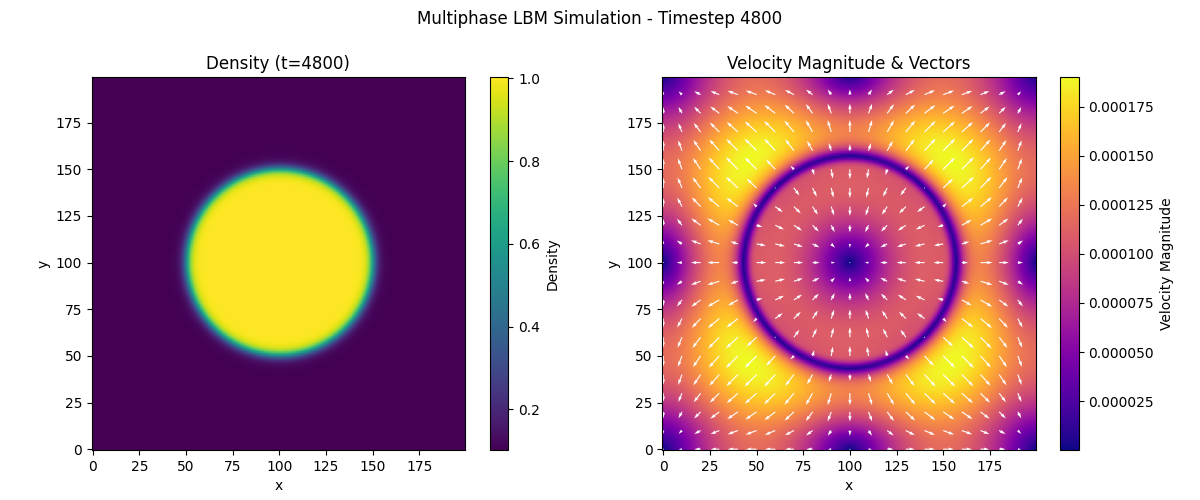 Multiphase LBM Simulation - Timestep 4800
Density (t=4800)
175
150
125
100
75
50
25
0
y
0 25 50 75 100 125 150 175
x
1.0
0.8
0.6
0.4
0.2
Density
Velocity Magnitude & Vectors
175
150
125
100
75
50
25
0
y
0 25 50 75 100 125 150 175
x
0.000175
0.000150
0.000125
0.000100
0.000075
0.000050
0.000025
Velocity Magnitude